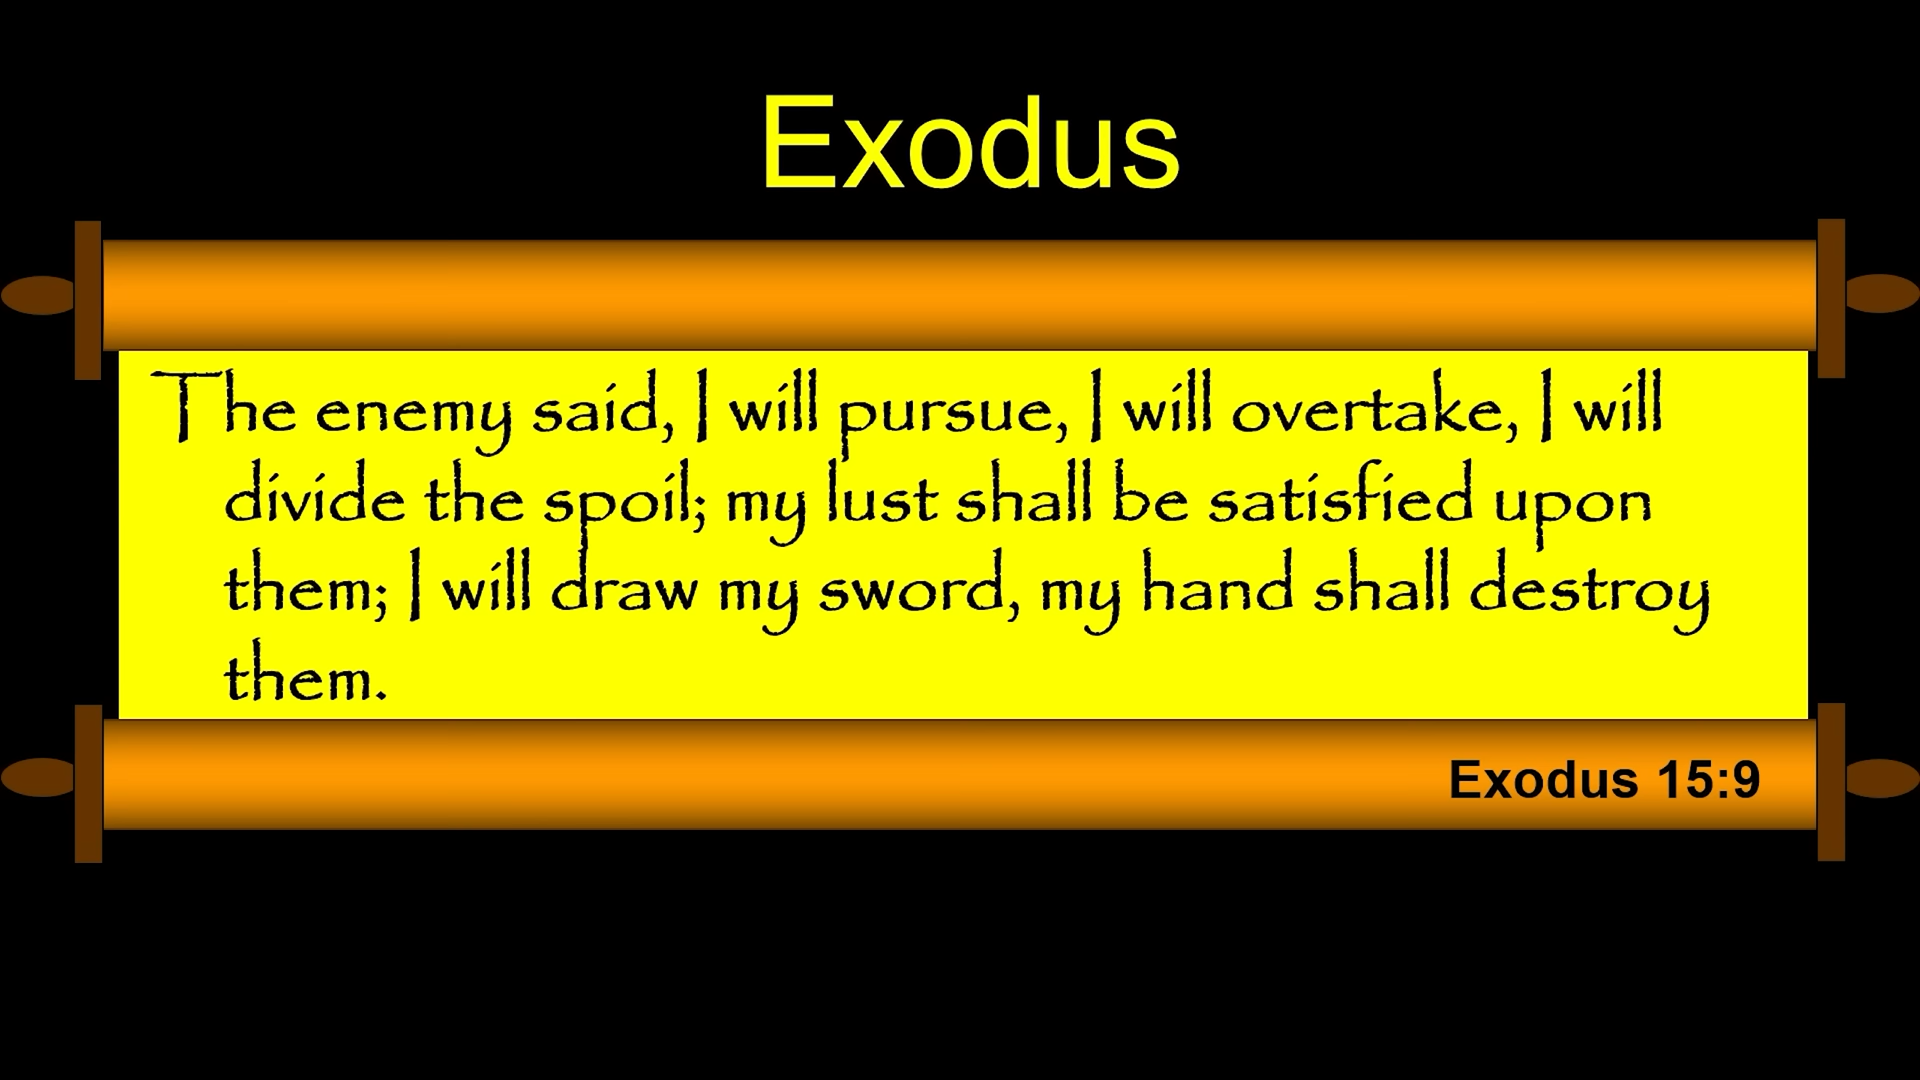 Exodus
The enemy said, I will pursue, I will overtake, I will
divide the spoil; my lust shall be satisfied upon
them; I will draw my sword, my hand shall destroy
them.
Exodus 15:9